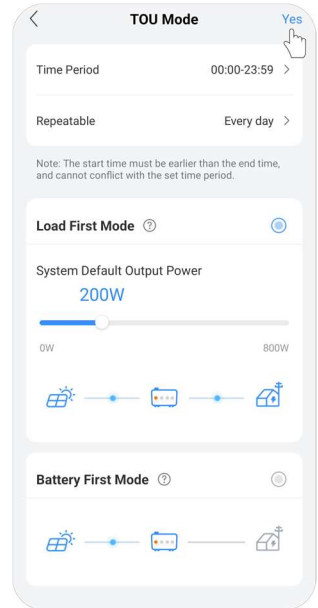 TOU Mode
Yes
Time Period
00:00-23:59
Repeatable
Every day
Note: The start time must be earlier than the end time,
and cannot conflict with the set time period.
Load First Mode ?
System Default Output Power
200W
0W
800W
Battery First Mode ?